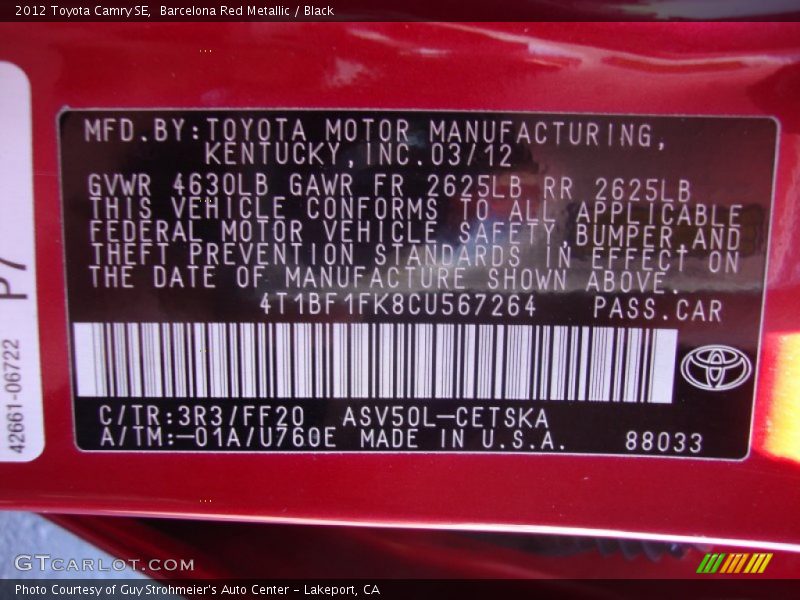 2012 Toyota Camry SE,  Barcelona Red Metallic / Black
MFD.BY:TOYOTA MOTOR MANUFACTURING,
KENTUCKY,INC.03/12
GVWR 4630LB GAWR FR 2625LB RR 2625LB
THIS VEHICLE CONFORMS TO ALL APPLICABLE
FEDERAL MOTOR VEHICLE SAFETY,BUMPER,AND
THEFT PREVENTION STANDARDS IN EFFECT ON
THE DATE OF MANUFACTURE SHOWN ABOVE.
4T1BF1FK8CU567264 PASS.CAR
C/TR:3R3/FF20 ASV50L-CETSKA
A/TM:-01A/U760E MADE IN U.S.A. 88033
P7
42661-06722
GTCARLOT.COM
Photo Courtesy of Guy Strohmeier's Auto Center - Lakeport, CA